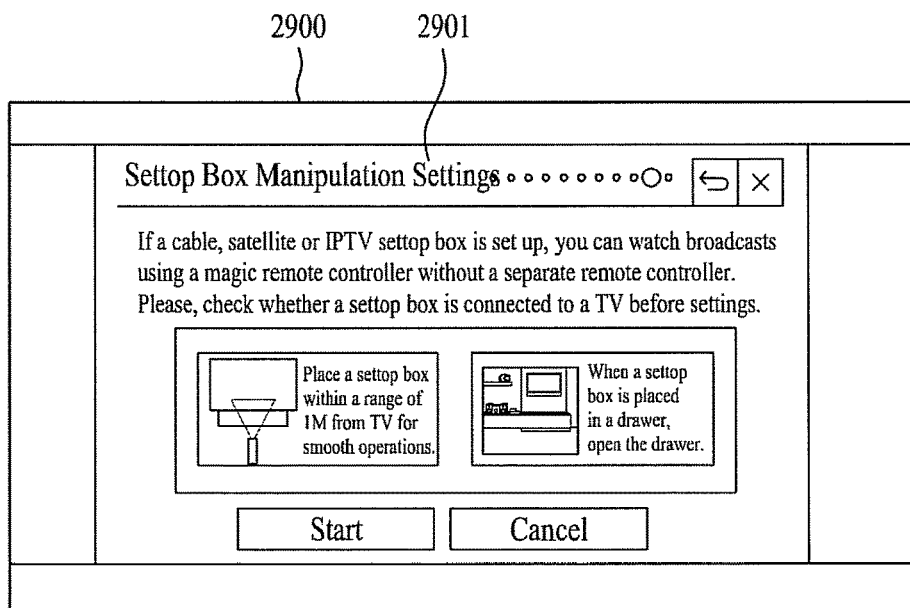 2900 2901
Settop Box Manipulation Settings
If a cable, satellite or IPTV settop box is set up, you can watch broadcasts
using a magic remote controller without a separate remote controller.
Please, check whether a settop box is connected to a TV before settings.
Place a settop box
within a range of
1M from TV for
smooth operations.
When a settop
box is placed
in a drawer,
open the drawer.
Start Cancel